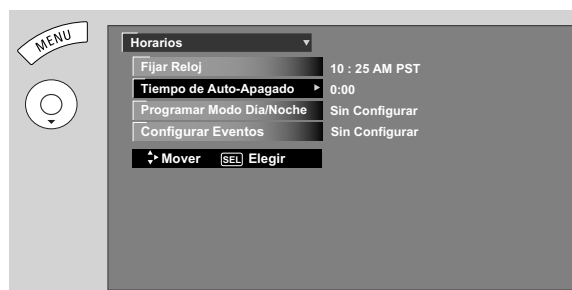 MENU
Horarios
Fijar Reloj 10 : 25 AM PST
Tiempo de Auto-Apagado 0:00
Programar Modo Día/Noche Sin Configurar
Configurar Eventos Sin Configurar
Mover SEL Elegir